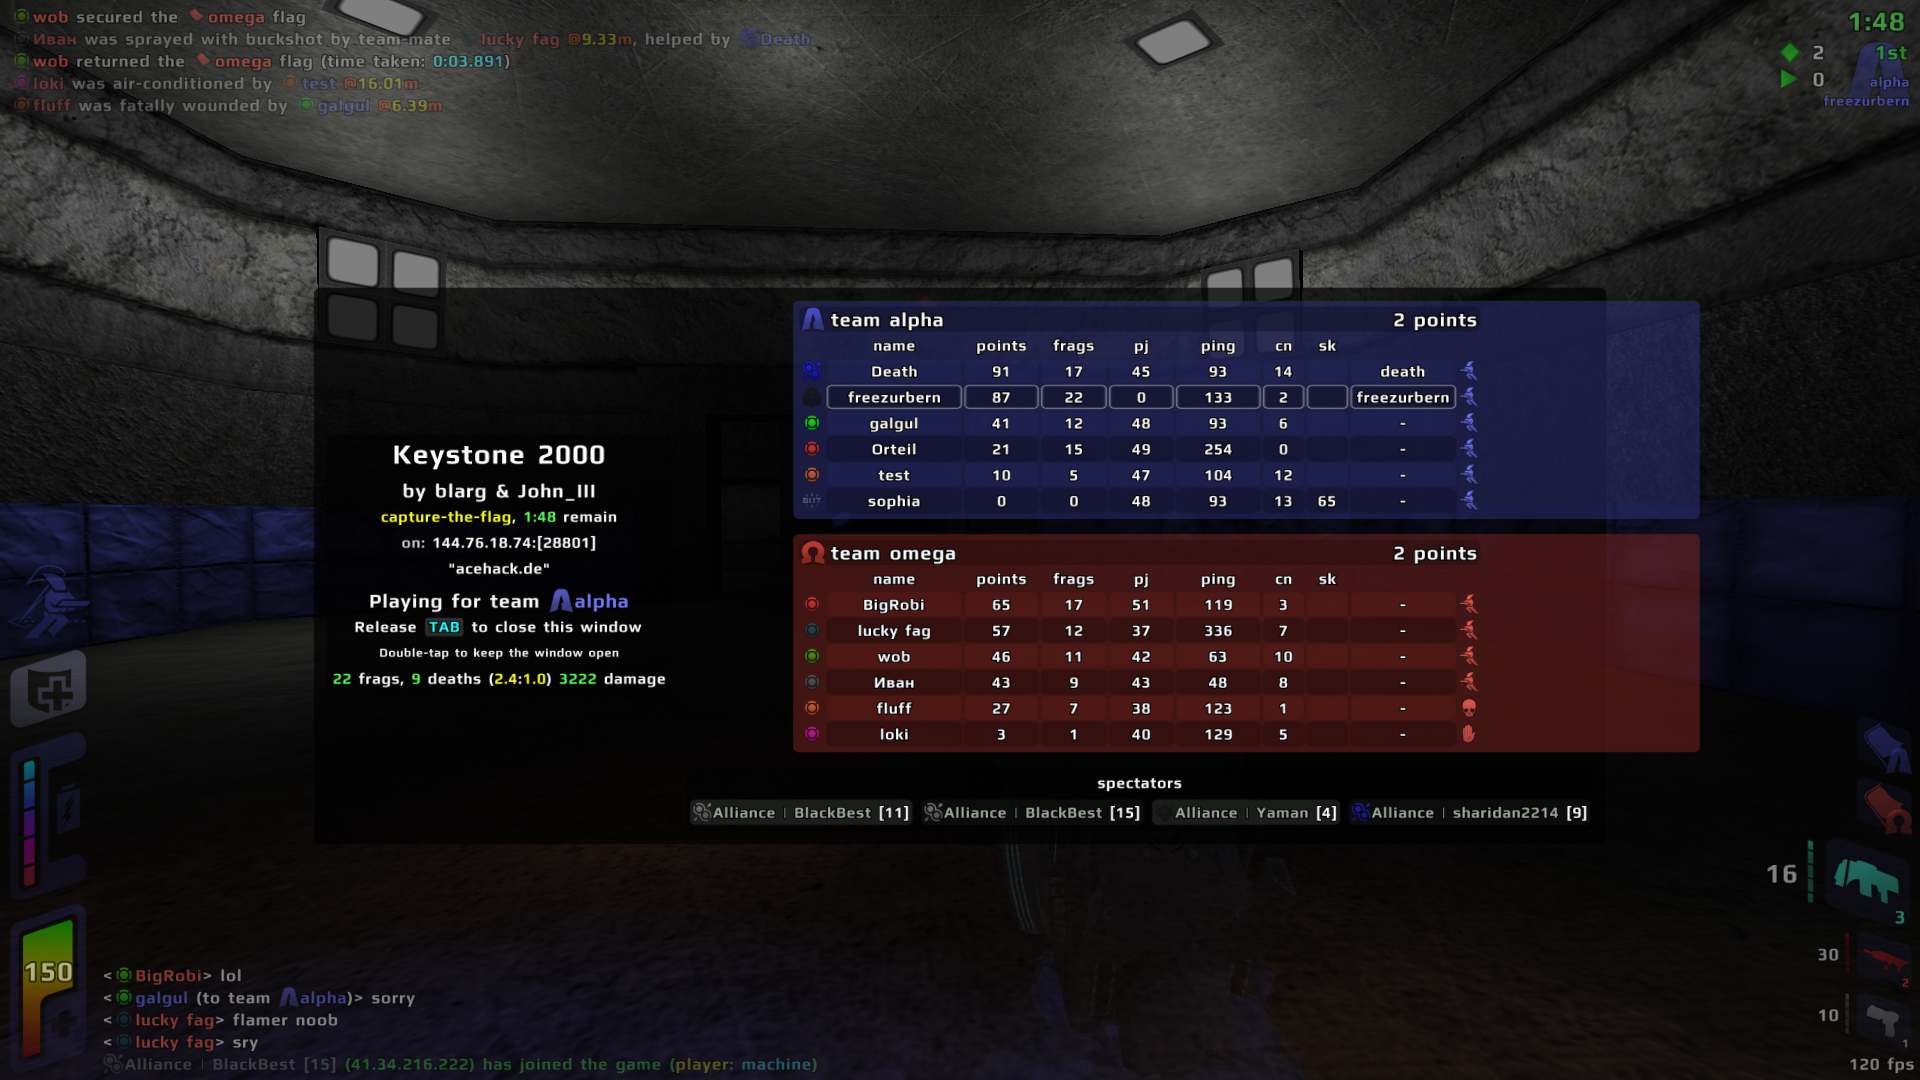 wob secured the omega flag
Иван was sprayed with buckshot by team-mate lucky fag @9.33m, helped by Death
wob returned the omega flag (time taken: 0:03.891)
loki was air-conditioned by test @16.01m
fluff was fatally wounded by galgul @6.39m
1:48
2 1st
0 alpha
freezurbern
Keystone 2000
by blarg & John_III
capture-the-flag, 1:48 remain
on: 144.76.18.74:[28801]
"acehack.de"
Playing for team alpha
Release TAB to close this window
Double-tap to keep the window open
22 frags, 9 deaths (2.4:1.0) 3222 damage
team alpha 2 points
name points frags pj ping cn sk
Death 91 17 45 93 14 death
freezurbern 87 22 0 133 2 freezurbern
galgul 41 12 48 93 6 -
Orteil 21 15 49 254 0 -
test 10 5 47 104 12 -
BOT sophia 0 0 48 93 13 65 -
team omega 2 points
name points frags pj ping cn sk
BigRobi 65 17 51 119 3 -
lucky fag 57 12 37 336 7 -
wob 46 11 42 63 10 -
Иван 43 9 43 48 8 -
fluff 27 7 38 123 1 -
loki 3 1 40 129 5 -
spectators
Alliance | BlackBest [11] Alliance | BlackBest [15] Alliance | Yaman [4] Alliance | sharidan2214 [9]
16
3
30
2
10
1
120 fps
150
<BigRobi> lol
<galgul (to team alpha)> sorry
<lucky fag> flamer noob
<lucky fag> sry
Alliance | BlackBest [15] (41.34.216.222) has joined the game (player: machine)